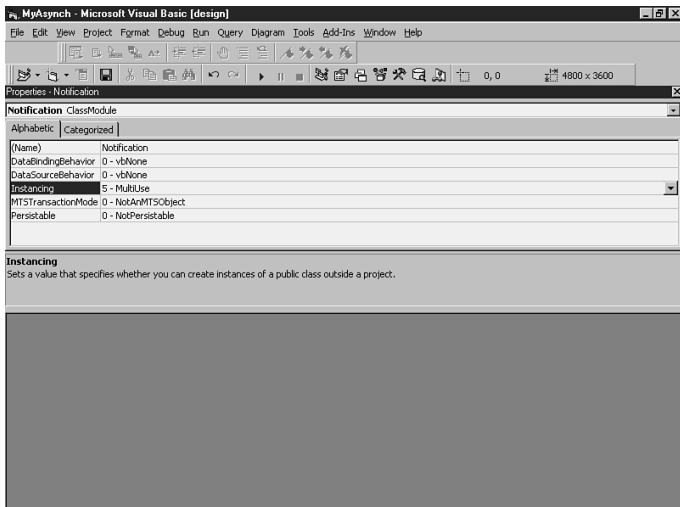 MyAsynch - Microsoft Visual Basic [design]
File Edit View Project Format Debug Run Query Diagram Tools Add-Ins Window Help
0, 0 4800 x 3600
Properties - Notification
Notification ClassModule
Alphabetic Categorized
(Name) Notification
DataBindingBehavior 0 - vbNone
DataSourceBehavior 0 - vbNone
Instancing 5 - MultiUse
MTSTransactionMode 0 - NotAnMTSObject
Persistable 0 - NotPersistable
Instancing
Sets a value that specifies whether you can create instances of a public class outside a project.